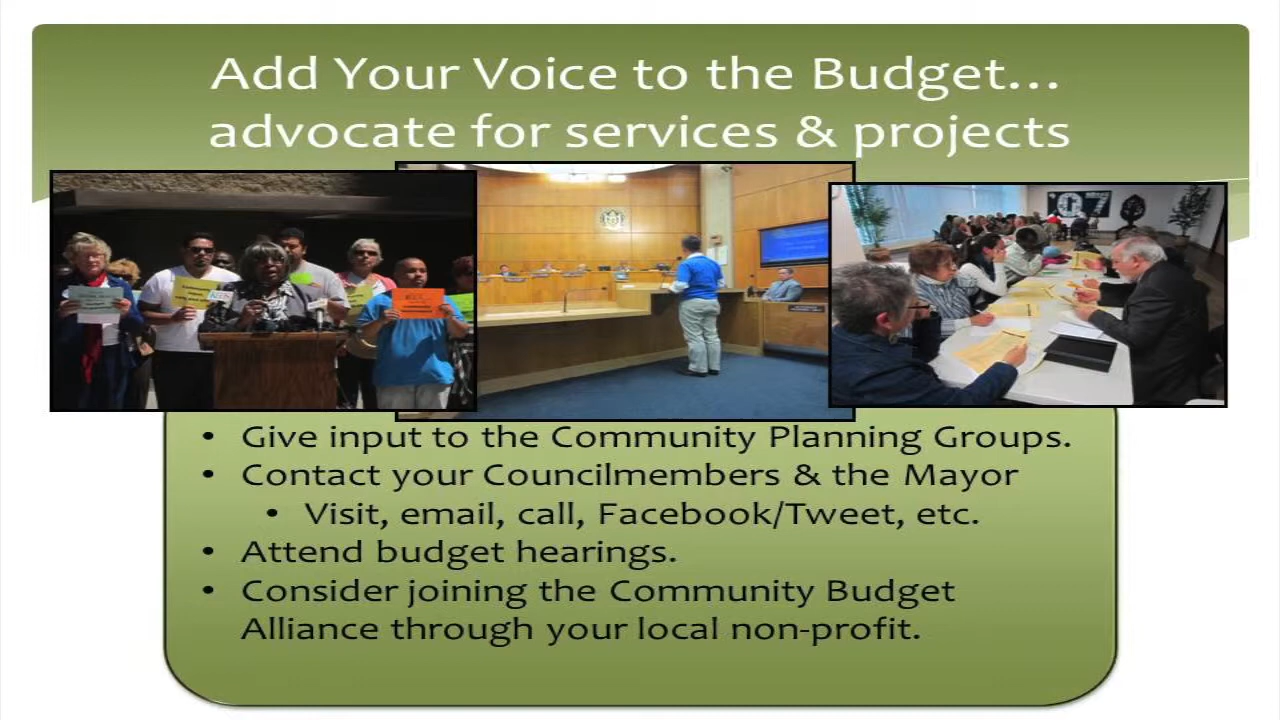 Add Your Voice to the Budget…
advocate for services & projects
• Give input to the Community Planning Groups.
• Contact your Councilmembers & the Mayor
• Visit, email, call, Facebook/Tweet, etc.
• Attend budget hearings.
• Consider joining the Community Budget
Alliance through your local non-profit.